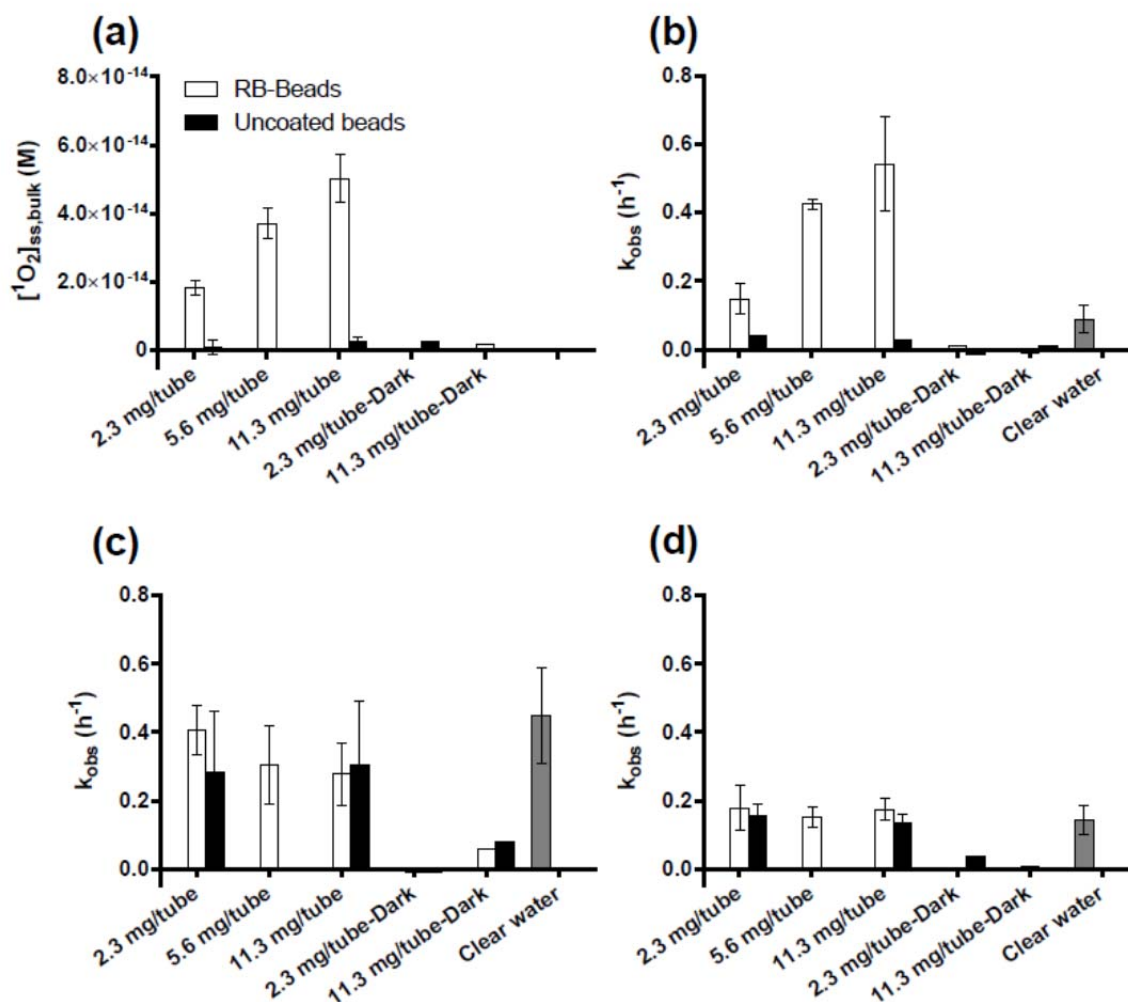 (a)
8.0×10⁻¹⁴
6.0×10⁻¹⁴
4.0×10⁻¹⁴
2.0×10⁻¹⁴
0
[¹O₂]ss,bulk (M)
RB-Beads
Uncoated beads
2.3 mg/tube
5.6 mg/tube
11.3 mg/tube
2.3 mg/tube-Dark
11.3 mg/tube-Dark
(b)
0.8
0.6
0.4
0.2
0.0
kobs (h⁻¹)
2.3 mg/tube
5.6 mg/tube
11.3 mg/tube
2.3 mg/tube-Dark
11.3 mg/tube-Dark
Clear water
(c)
0.8
0.6
0.4
0.2
0.0
kobs (h⁻¹)
2.3 mg/tube
5.6 mg/tube
11.3 mg/tube
2.3 mg/tube-Dark
11.3 mg/tube-Dark
Clear water
(d)
0.8
0.6
0.4
0.2
0.0
kobs (h⁻¹)
2.3 mg/tube
5.6 mg/tube
11.3 mg/tube
2.3 mg/tube-Dark
11.3 mg/tube-Dark
Clear water